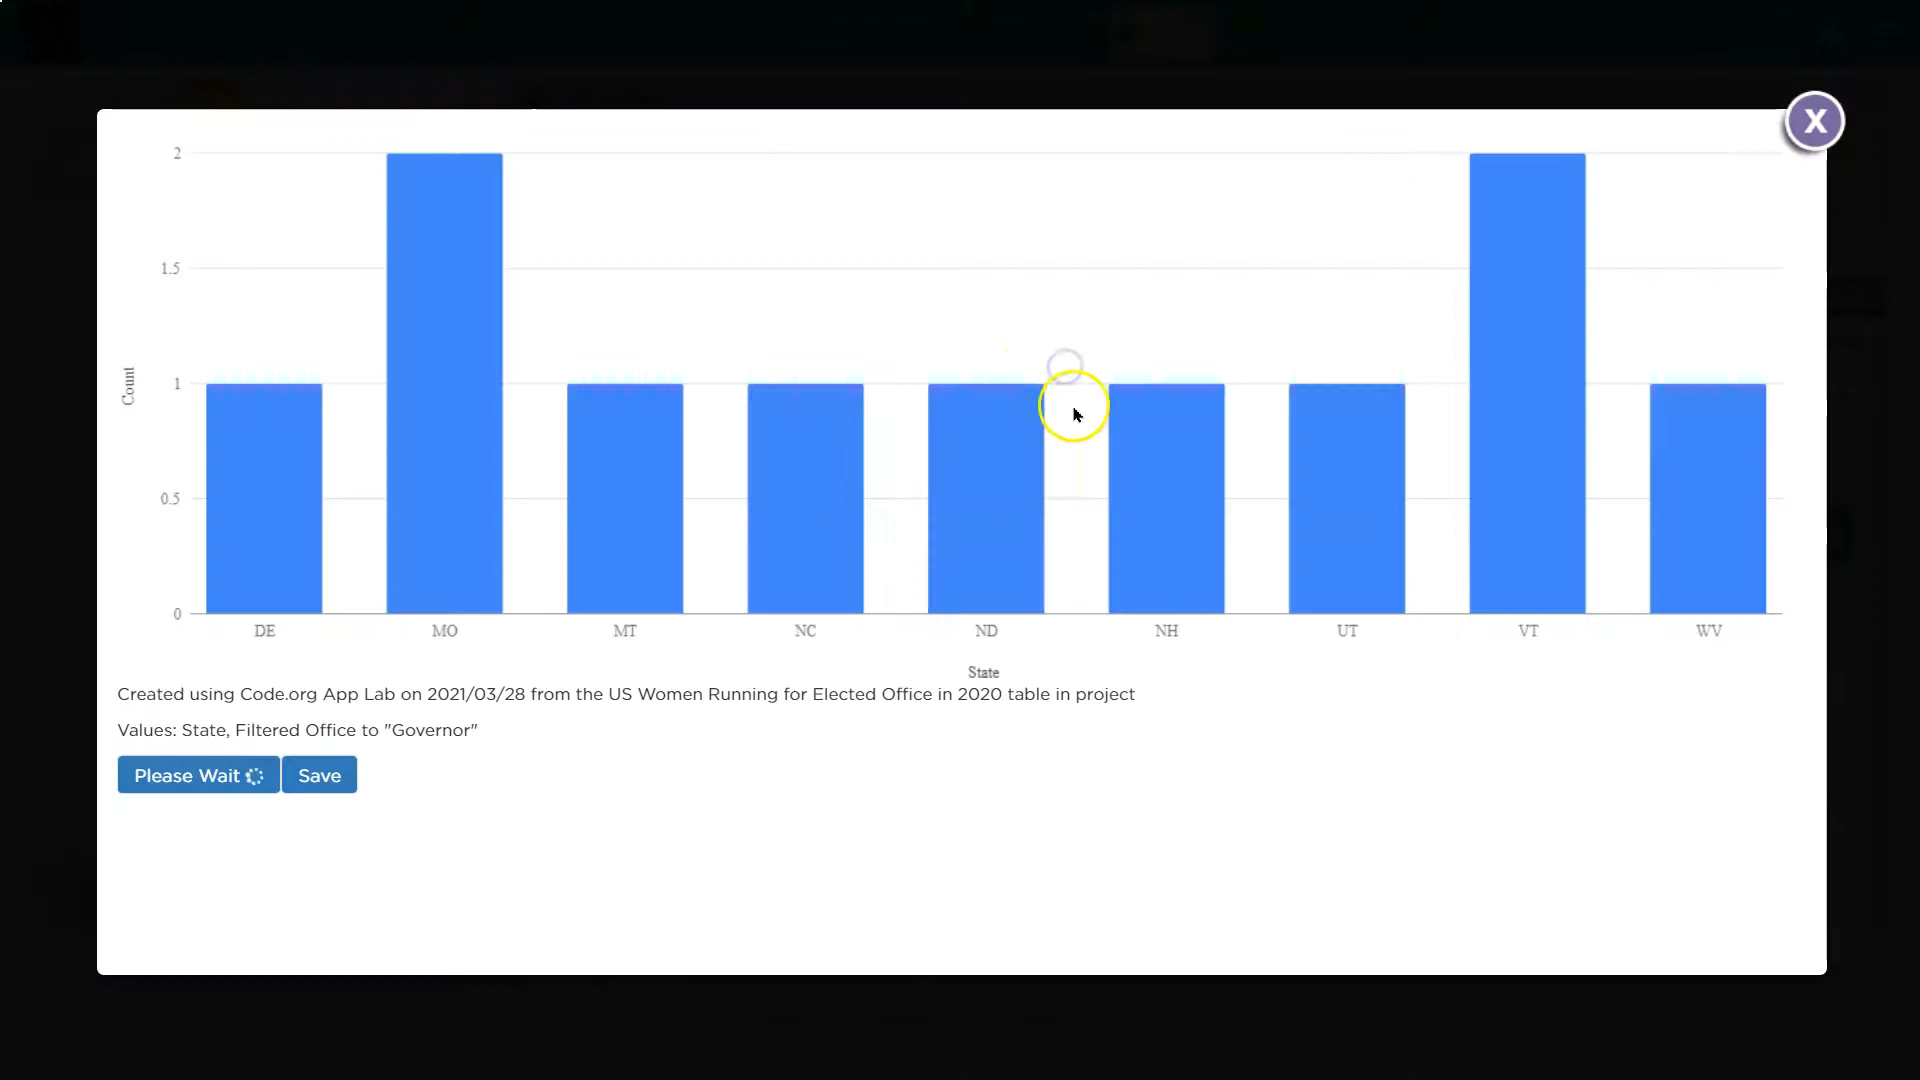 X
2
1.5
1
0.5
0
Count
DE MO MT NC ND NH UT VT WV
State
Created using Code.org App Lab on 2021/03/28 from the US Women Running for Elected Office in 2020 table in project
Values: State, Filtered Office to "Governor"
Please Wait Save